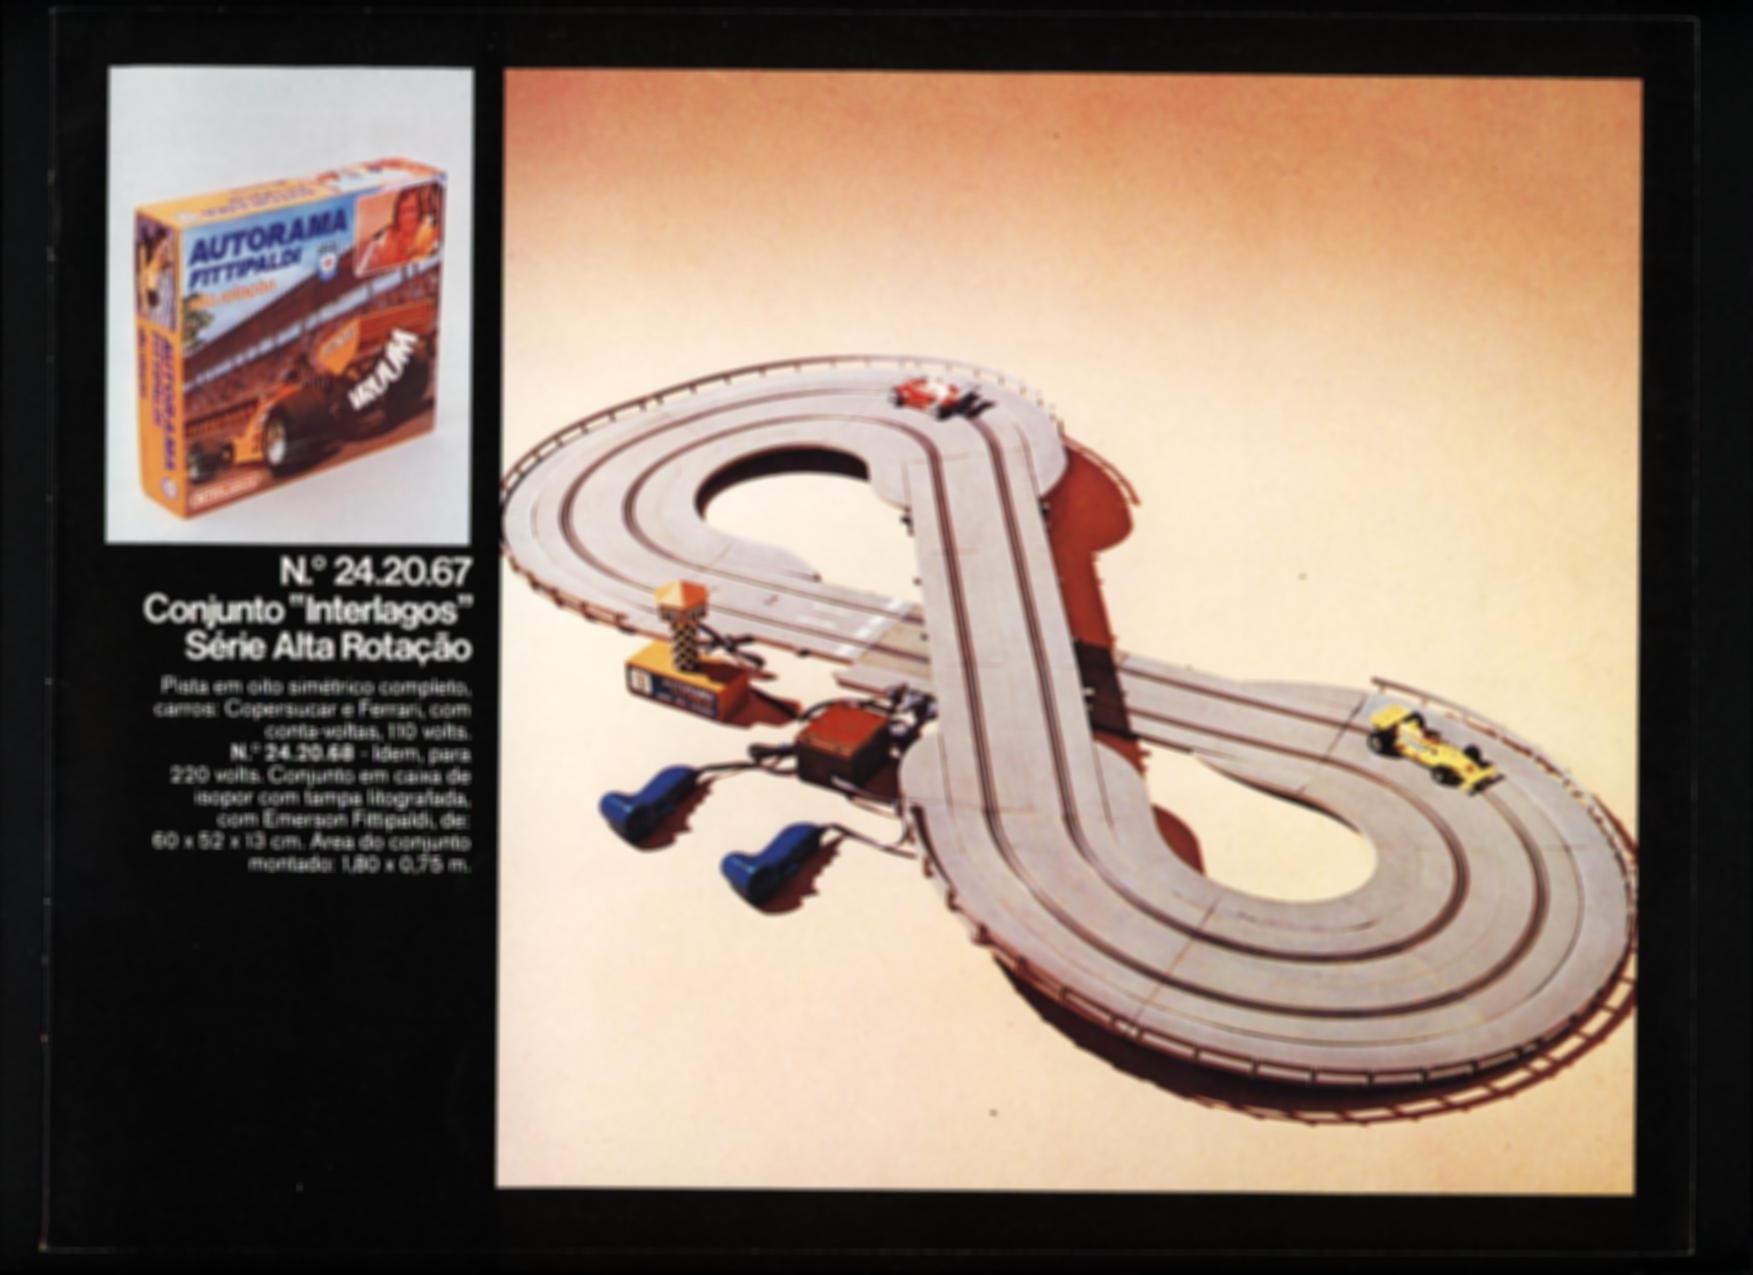 AUTORAMA
FITTIPALDI
N.º 24.20.67
Conjunto "Interlagos"
Série Alta Rotação
Pista em oito simétrico completo,
carros: Copersucar e Ferrari, com
conta-voltas, 110 volts.
N.º 24.20.68 - Idem, para
220 volts. Conjunto em caixa de
isopor com tampa litografada,
com Emerson Fittipaldi, de:
60 x 52 x 13 cm. Área do conjunto
montado: 1,80 x 0,75 m.